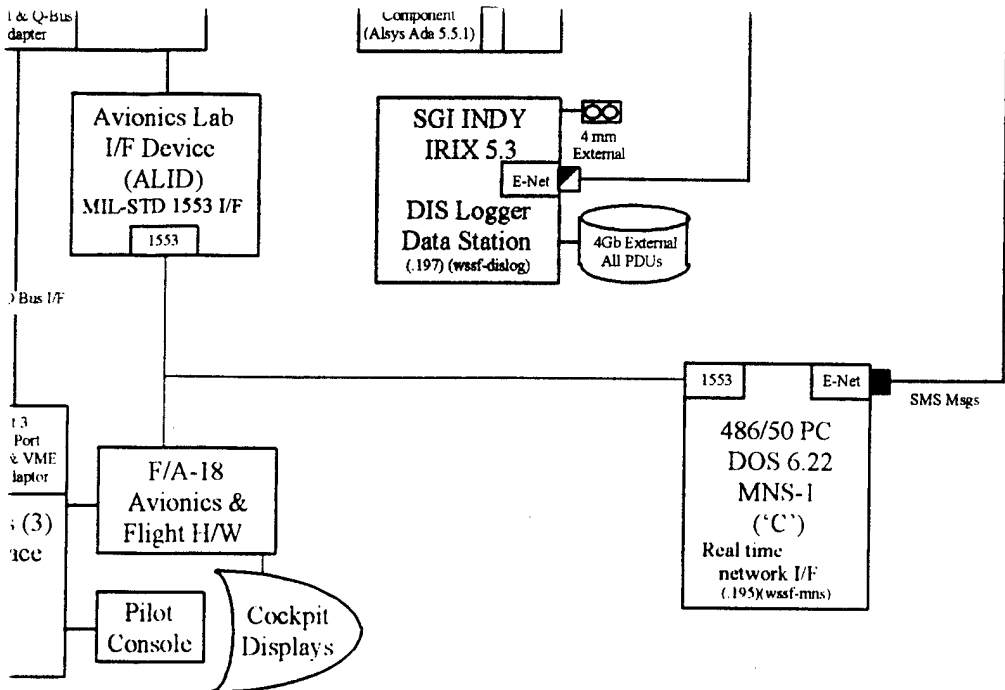 & Q-Bus
Component
(Alsys Ada 5.5.1)
Avionics Lab
I/F Device
(ALID)
MIL-STD 1553 I/F
1553
SGI INDY
IRIX 5.3
E-Net
DIS Logger
Data Station
(.197) (wssf-dialog)
4 mm
External
4Gb External
All PDUs
Bus I/F
1553
E-Net
SMS Msgs
486/50 PC
DOS 6.22
MNS-1
('C')
Real time
network I/F
(.195)(wssf-mns)
3
Port
& VME
F/A-18
Avionics &
Flight H/W
(3)
Pilot
Console
Cockpit
Displays